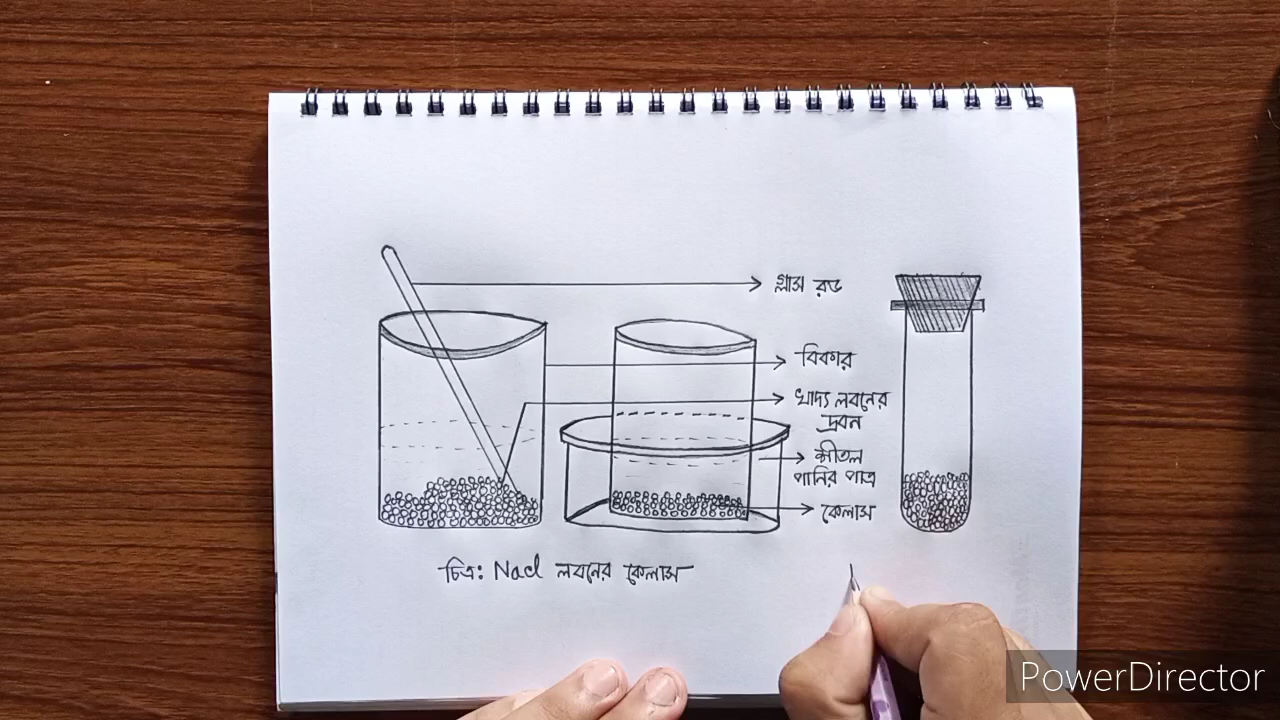 গ্লাস রড
বিকার
খাদ্য লবনের
দ্রবন
শীতল
পানির পাত্র
কেলাস
চিত্র: Nacl লবনের কেলাস
PowerDirector